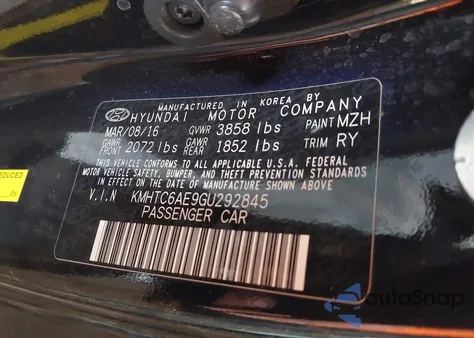 MANUFACTURED IN KOREA BY
HYUNDAI MOTOR COMPANY
MAR/08/16 GVWR 3858 lbs PAINT MZH
GAWR FRONT 2072 lbs GAWR REAR 1852 lbs TRIM RY
THIS VEHICLE CONFORMS TO ALL APPLICABLE U.S.A. FEDERAL
MOTOR VEHICLE SAFETY, BUMPER, AND THEFT PREVENTION STANDARDS
IN EFFECT ON THE DATE OF MANUFACTURE SHOWN ABOVE.
V.I.N KMHTC6AE9GU292845
PASSENGER CAR
autoSnap